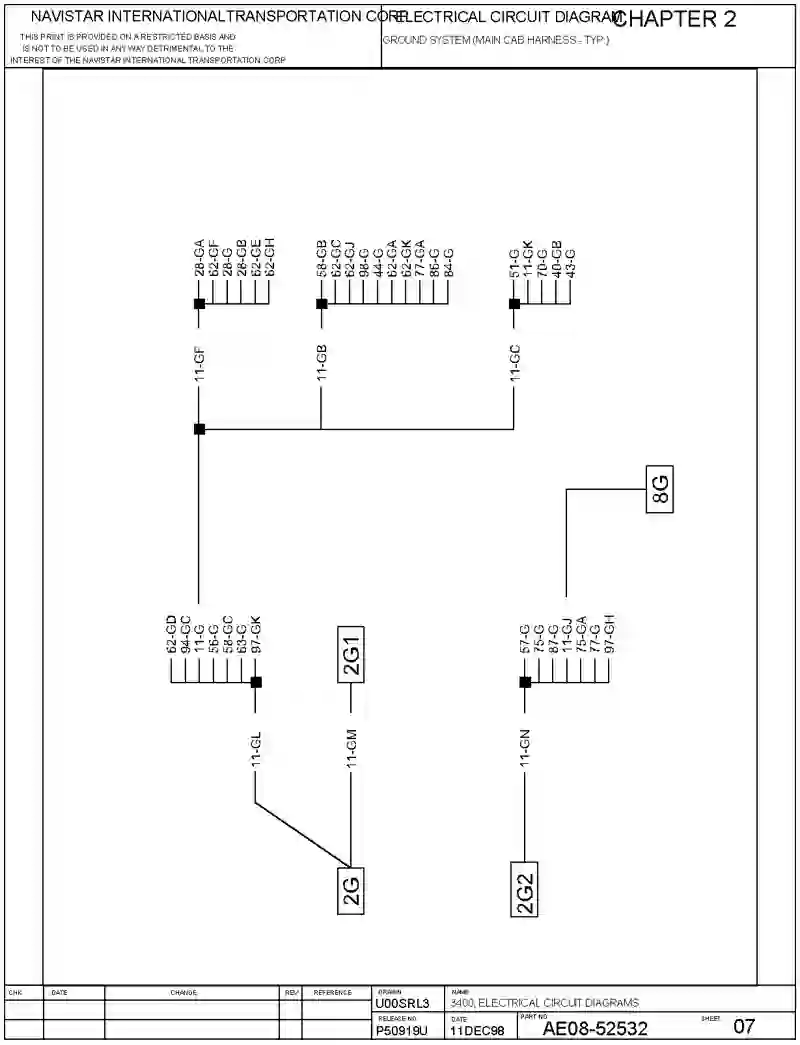 NAVISTAR INTERNATIONAL TRANSPORTATION CORP.
THIS PRINT IS PROVIDED ON A RESTRICTED BASIS AND
IS NOT TO BE USED IN ANY WAY DETRIMENTAL TO THE
INTEREST OF THE NAVISTAR INTERNATIONAL TRANSPORTATION CORP
ELECTRICAL CIRCUIT DIAGRAM
CHAPTER 2
GROUND SYSTEM (MAIN CAB HARNESS - TYP.)
28-GA
62-GF
28-G
28-GB
62-GE
62-GH
58-GB
62-GC
62-GJ
98-G
44-G
62-GA
62-GK
77-GA
86-G
84-G
51-G
11-GK
70-G
40-GB
43-G
11-GF
11-GB
11-GC
8G
62-GD
94-GC
11-G
56-G
58-GC
63-G
97-GK
2G1
57-G
75-G
87-G
11-GJ
75-GA
77-G
97-GH
11-GL
11-GM
11-GN
2G
2G2
CHK
DATE
CHANGE
REV
REFERENCE
DRAWN
U00SRL3
NAME
3400, ELECTRICAL CIRCUIT DIAGRAMS
RELEASE NO.
P50919U
DATE
11DEC98
PART NO.
AE08-52532
SHEET
07